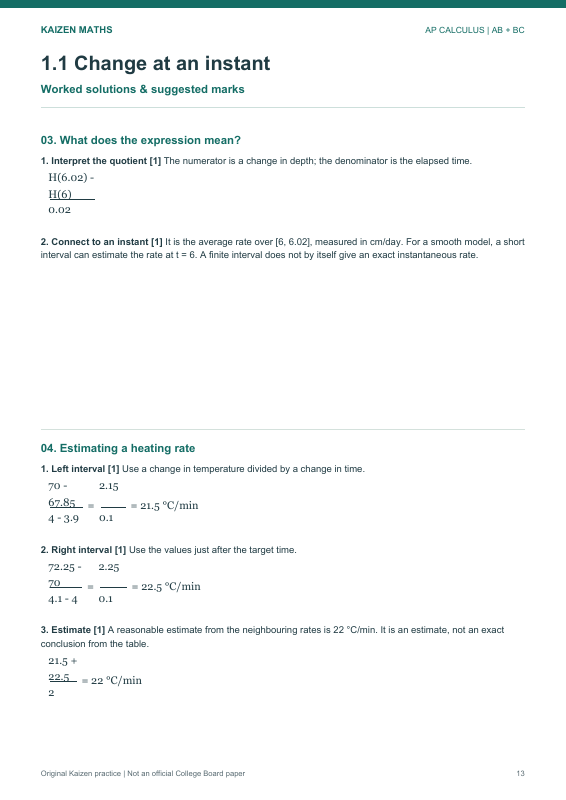 KAIZEN MATHS
AP CALCULUS | AB + BC
1.1 Change at an instant
Worked solutions & suggested marks
03. What does the expression mean?
1. Interpret the quotient [1] The numerator is a change in depth; the denominator is the elapsed time.
H(6.02) -
H(6)
0.02
2. Connect to an instant [1] It is the average rate over [6, 6.02], measured in cm/day. For a smooth model, a short
interval can estimate the rate at t = 6. A finite interval does not by itself give an exact instantaneous rate.
04. Estimating a heating rate
1. Left interval [1] Use a change in temperature divided by a change in time.
70 - 2.15
67.85 = = 21.5 °C/min
4 - 3.9 0.1
2. Right interval [1] Use the values just after the target time.
72.25 - 2.25
70 = = 22.5 °C/min
4.1 - 4 0.1
3. Estimate [1] A reasonable estimate from the neighbouring rates is 22 °C/min. It is an estimate, not an exact
conclusion from the table.
21.5 +
22.5 = 22 °C/min
2
Original Kaizen practice | Not an official College Board paper
13